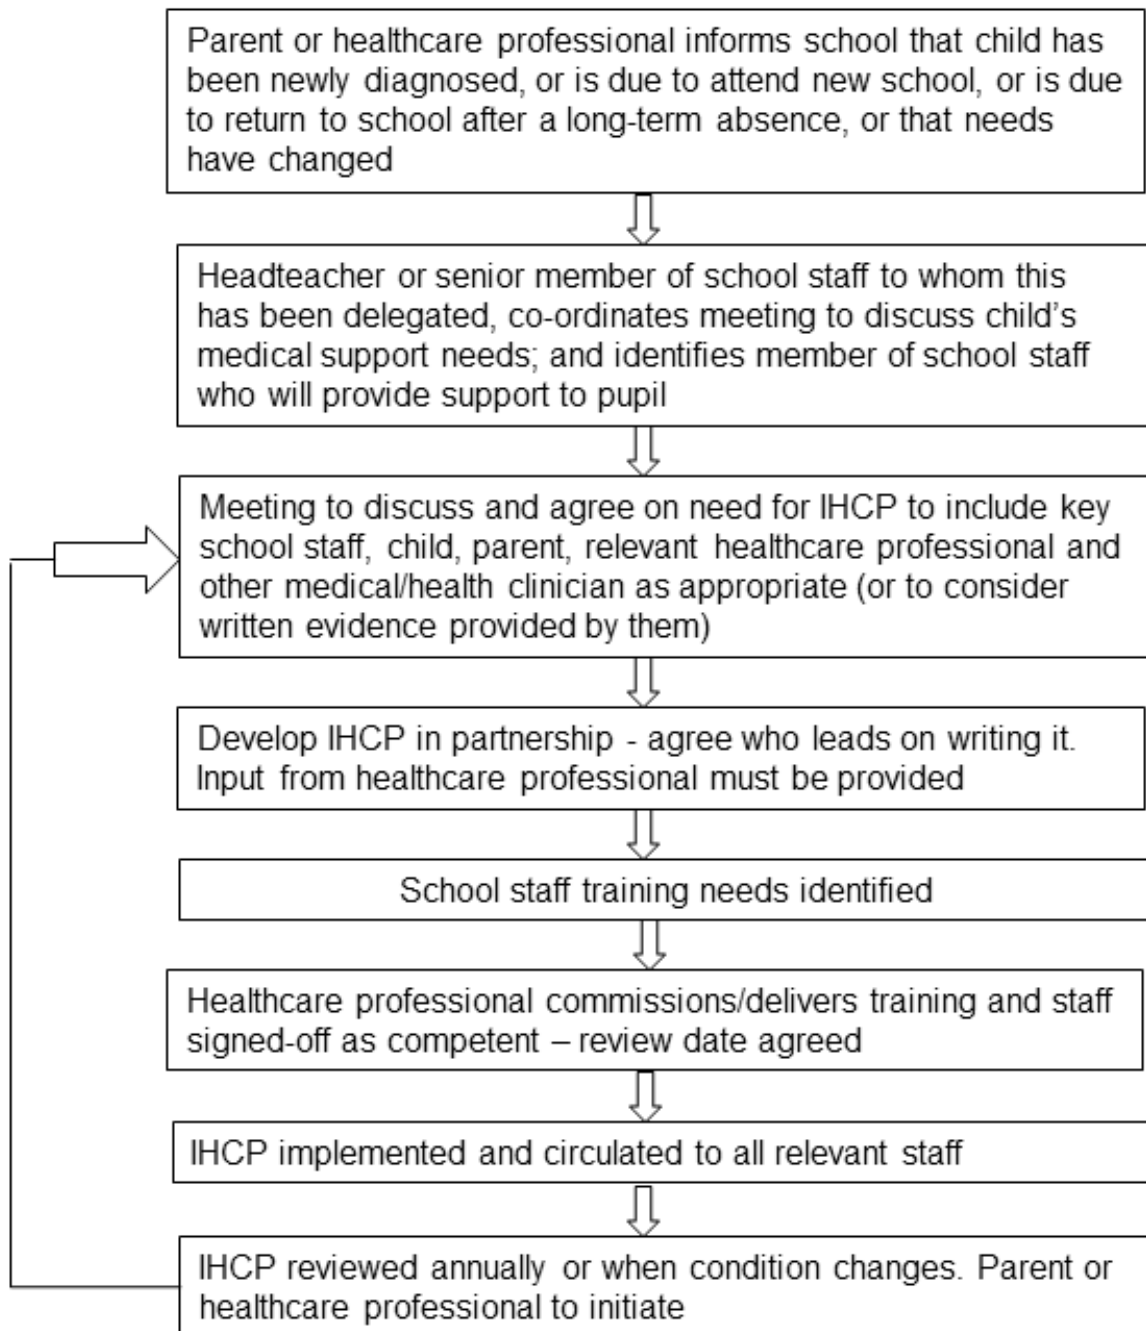 Parent or healthcare professional informs school that child has
been newly diagnosed, or is due to attend new school, or is due
to return to school after a long-term absence, or that needs
have changed
Headteacher or senior member of school staff to whom this
has been delegated, co-ordinates meeting to discuss child's
medical support needs; and identifies member of school staff
who will provide support to pupil
Meeting to discuss and agree on need for IHCP to include key
school staff, child, parent, relevant healthcare professional and
other medical/health clinician as appropriate (or to consider
written evidence provided by them)
Develop IHCP in partnership - agree who leads on writing it.
Input from healthcare professional must be provided
School staff training needs identified
Healthcare professional commissions/delivers training and staff
signed-off as competent – review date agreed
IHCP implemented and circulated to all relevant staff
IHCP reviewed annually or when condition changes. Parent or
healthcare professional to initiate